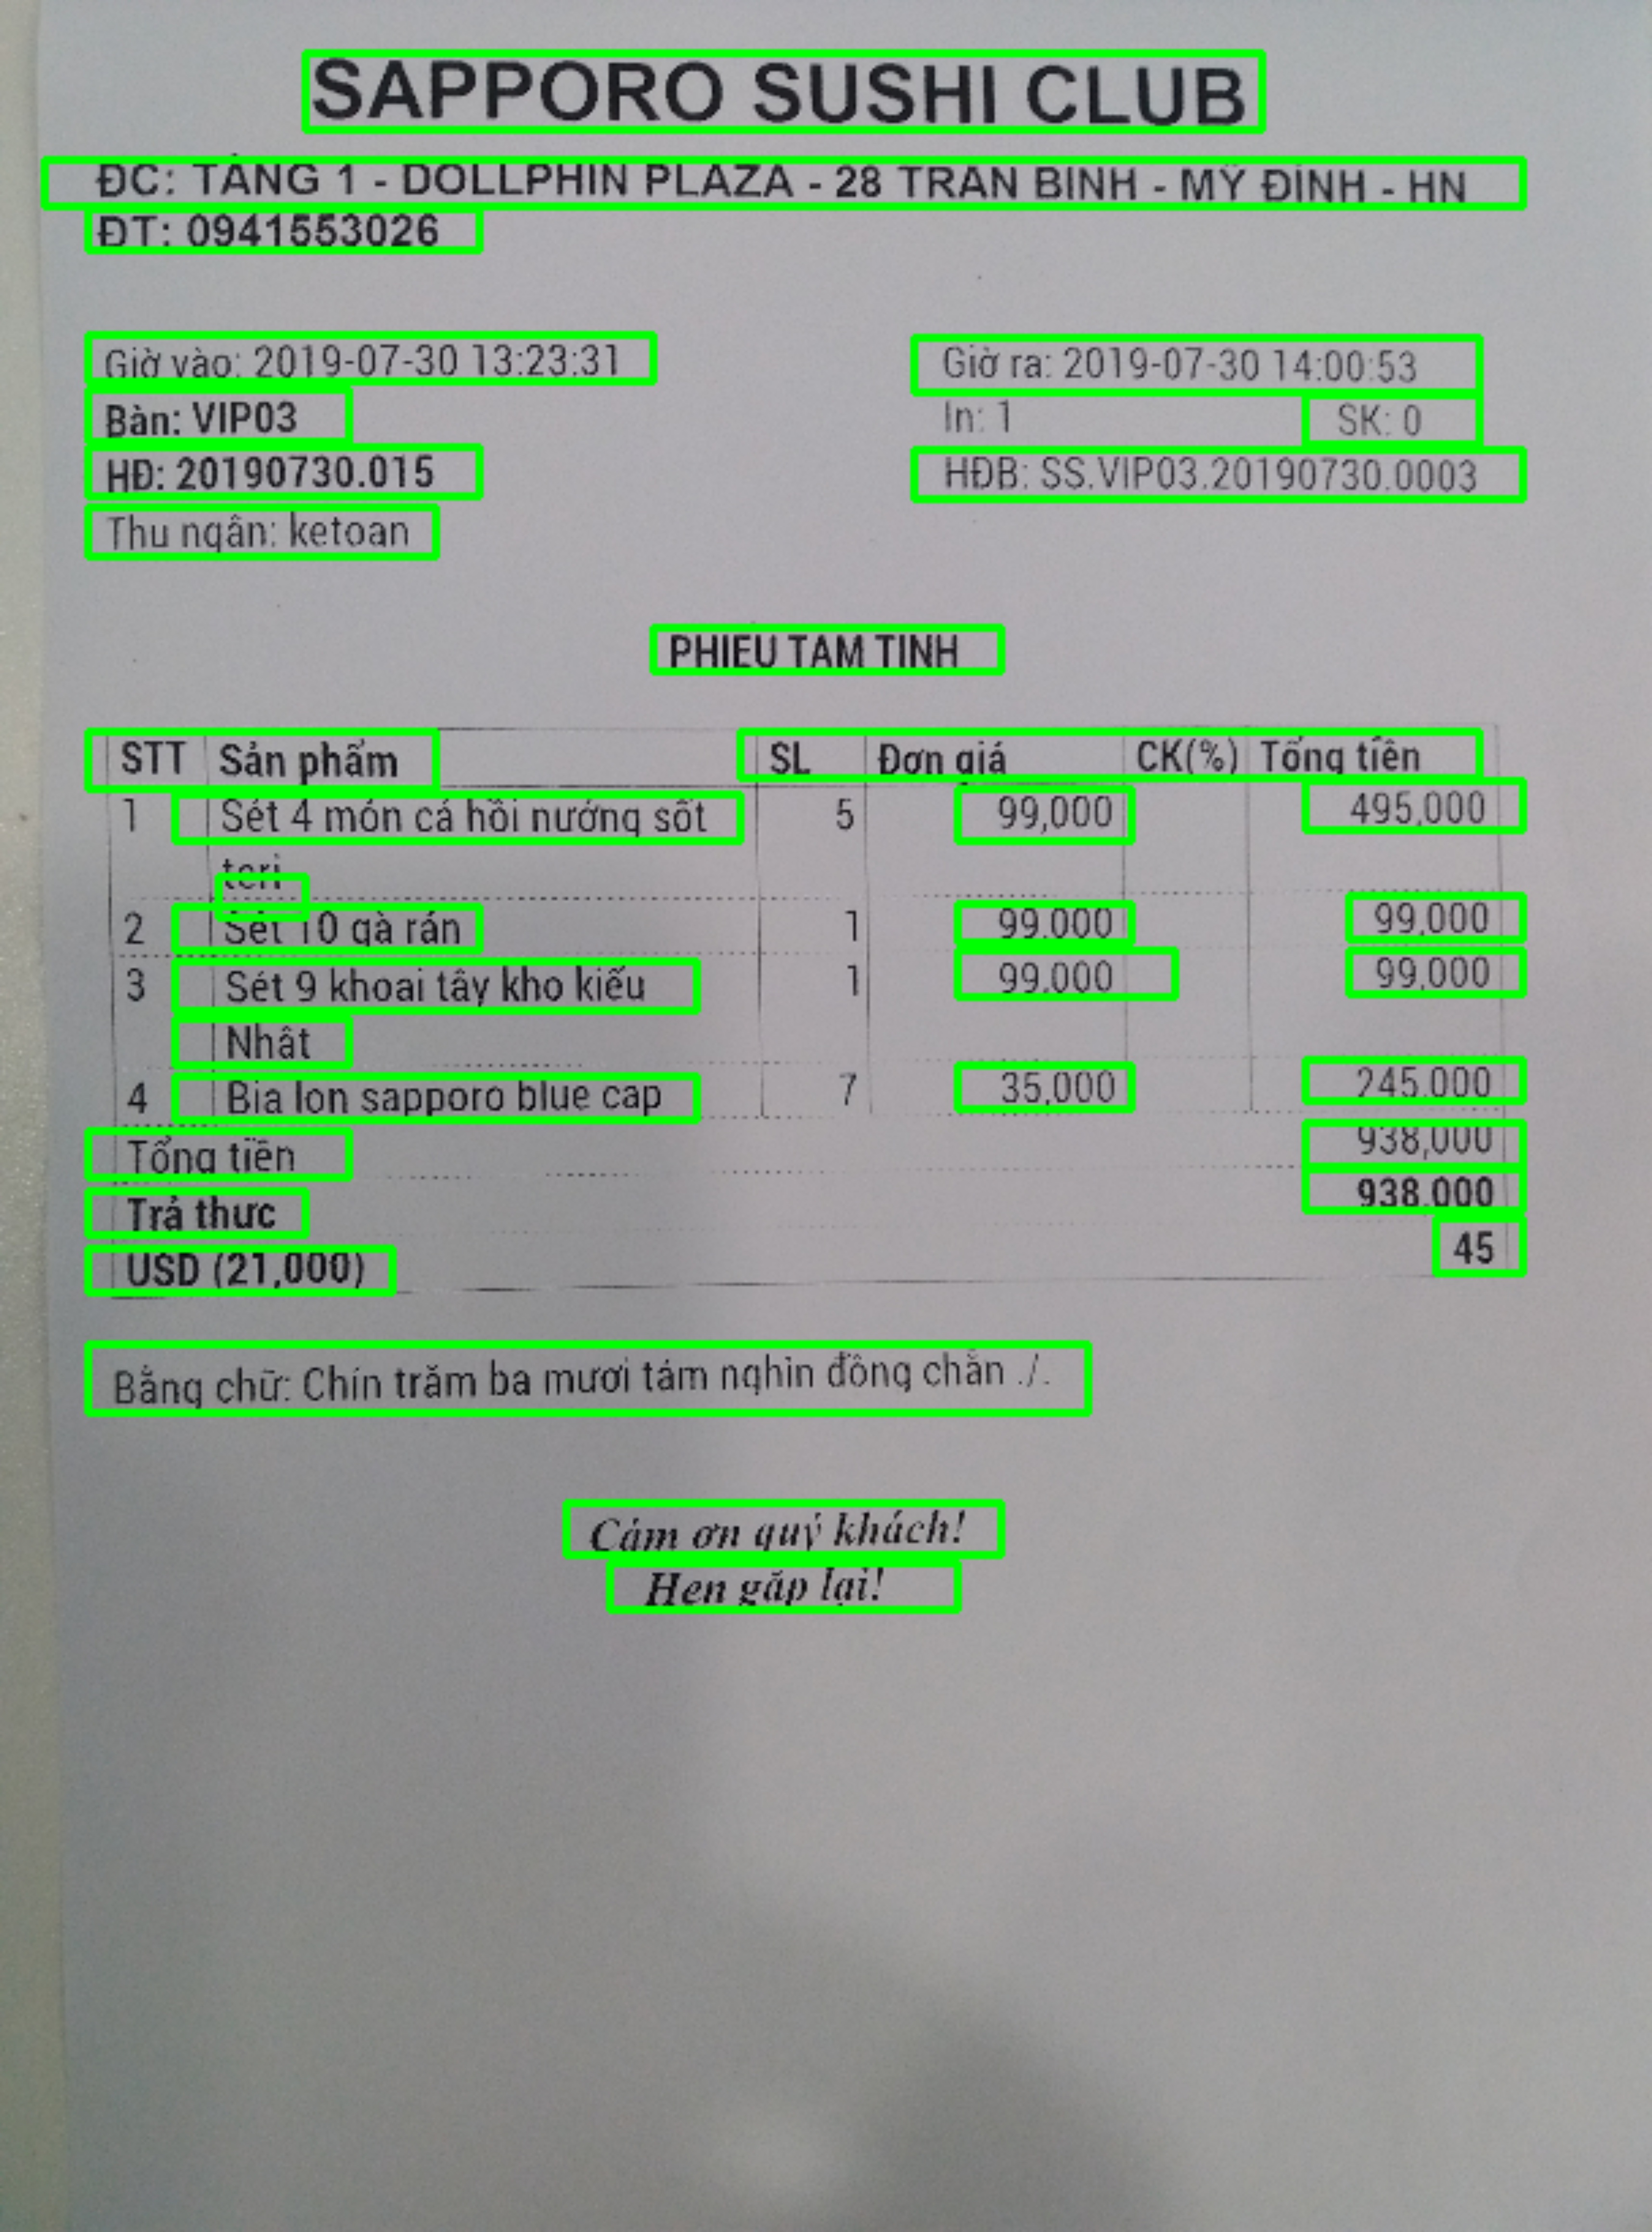 SAPPORO SUSHI CLUB
ĐC: TẦNG 1 - DOLLPHIN PLAZA - 28 TRẦN BÌNH - MỸ ĐÌNH - HN
ĐT: 0941553026
Giờ vào: 2019-07-30 13:23:31 Giờ ra: 2019-07-30 14:00:53
Bàn: VIP03 In: 1 SK: 0
HĐ: 20190730.015 HĐB: SS.VIP03.20190730.0003
Thu ngân: ketoan
PHIẾU TẠM TÍNH
STT Sản phẩm SL Đơn giá CK(%) Tổng tiền
1 Sét 4 món cá hồi nướng sốt 5 99,000 495,000
teri
2 Sét 10 gà rán 1 99,000 99,000
3 Sét 9 khoai tây kho kiểu 1 99,000 99,000
Nhật
4 Bia lon sapporo blue cap 7 35,000 245,000
Tổng tiền 938,000
Trả thực 938,000
USD (21,000) 45
Bằng chữ: Chín trăm ba mươi tám nghìn đồng chẵn ./.
Cảm ơn quý khách!
Hẹn gặp lại!